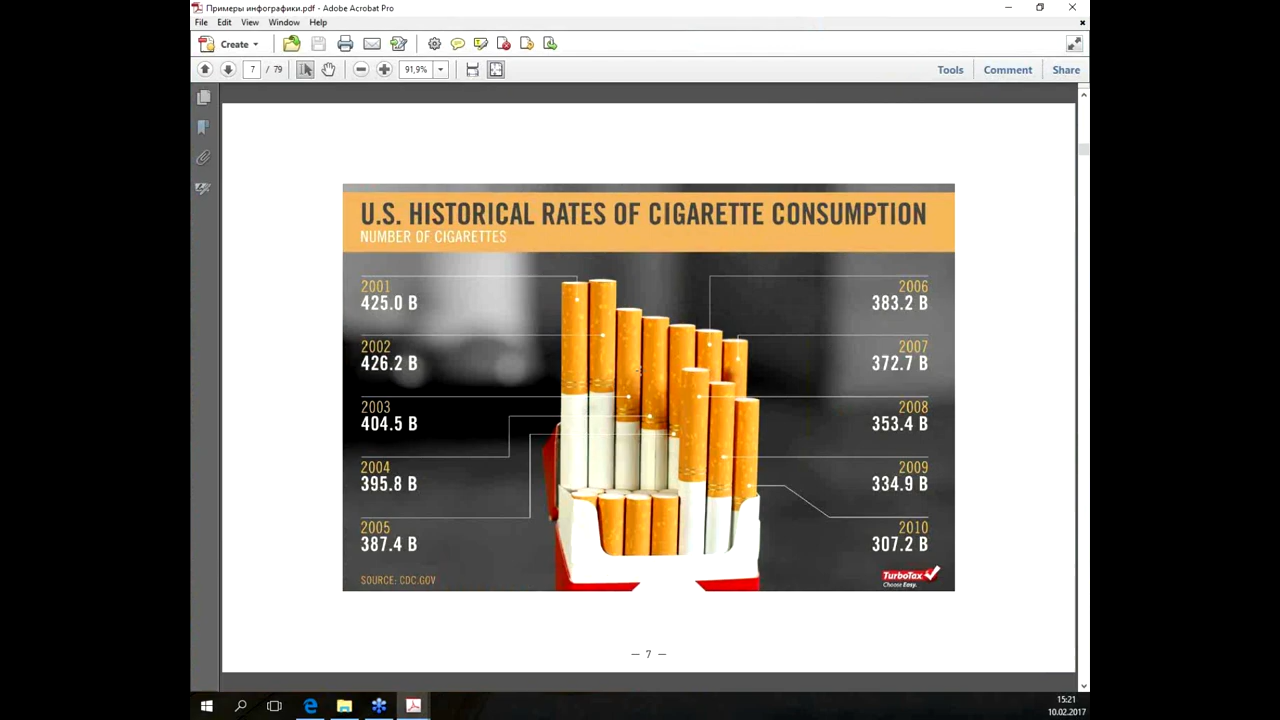 Примеры инфографики.pdf - Adobe Acrobat Pro
File Edit View Window Help
Create
7 / 79 91,9% Tools Comment Share
U.S. HISTORICAL RATES OF CIGARETTE CONSUMPTION
NUMBER OF CIGARETTES
2001
425.0 B
2002
426.2 B
2003
404.5 B
2004
395.8 B
2005
387.4 B
2006
383.2 B
2007
372.7 B
2008
353.4 B
2009
334.9 B
2010
307.2 B
SOURCE: CDC.GOV
TurboTax
Choose Easy.
— 7 —
15:21
10.02.2017